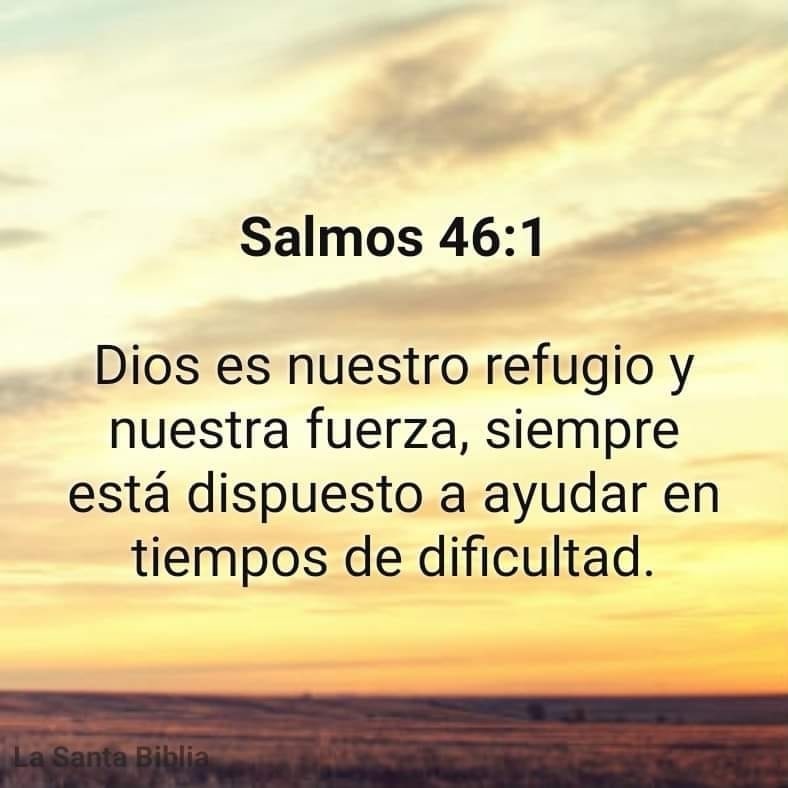 Salmos 46:1
Dios es nuestro refugio y
nuestra fuerza, siempre
está dispuesto a ayudar en
tiempos de dificultad.
La Santa Biblia